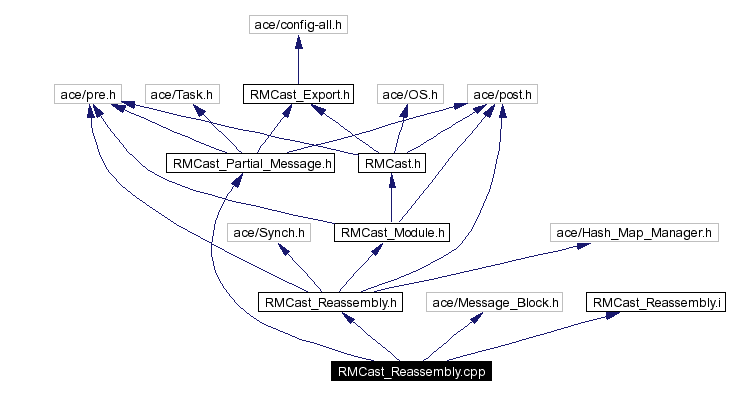 ace/config-all.h
ace/pre.h
ace/Task.h
RMCast_Export.h
ace/OS.h
ace/post.h
RMCast_Partial_Message.h
RMCast.h
ace/Synch.h
RMCast_Module.h
ace/Hash_Map_Manager.h
RMCast_Reassembly.h
ace/Message_Block.h
RMCast_Reassembly.i
RMCast_Reassembly.cpp